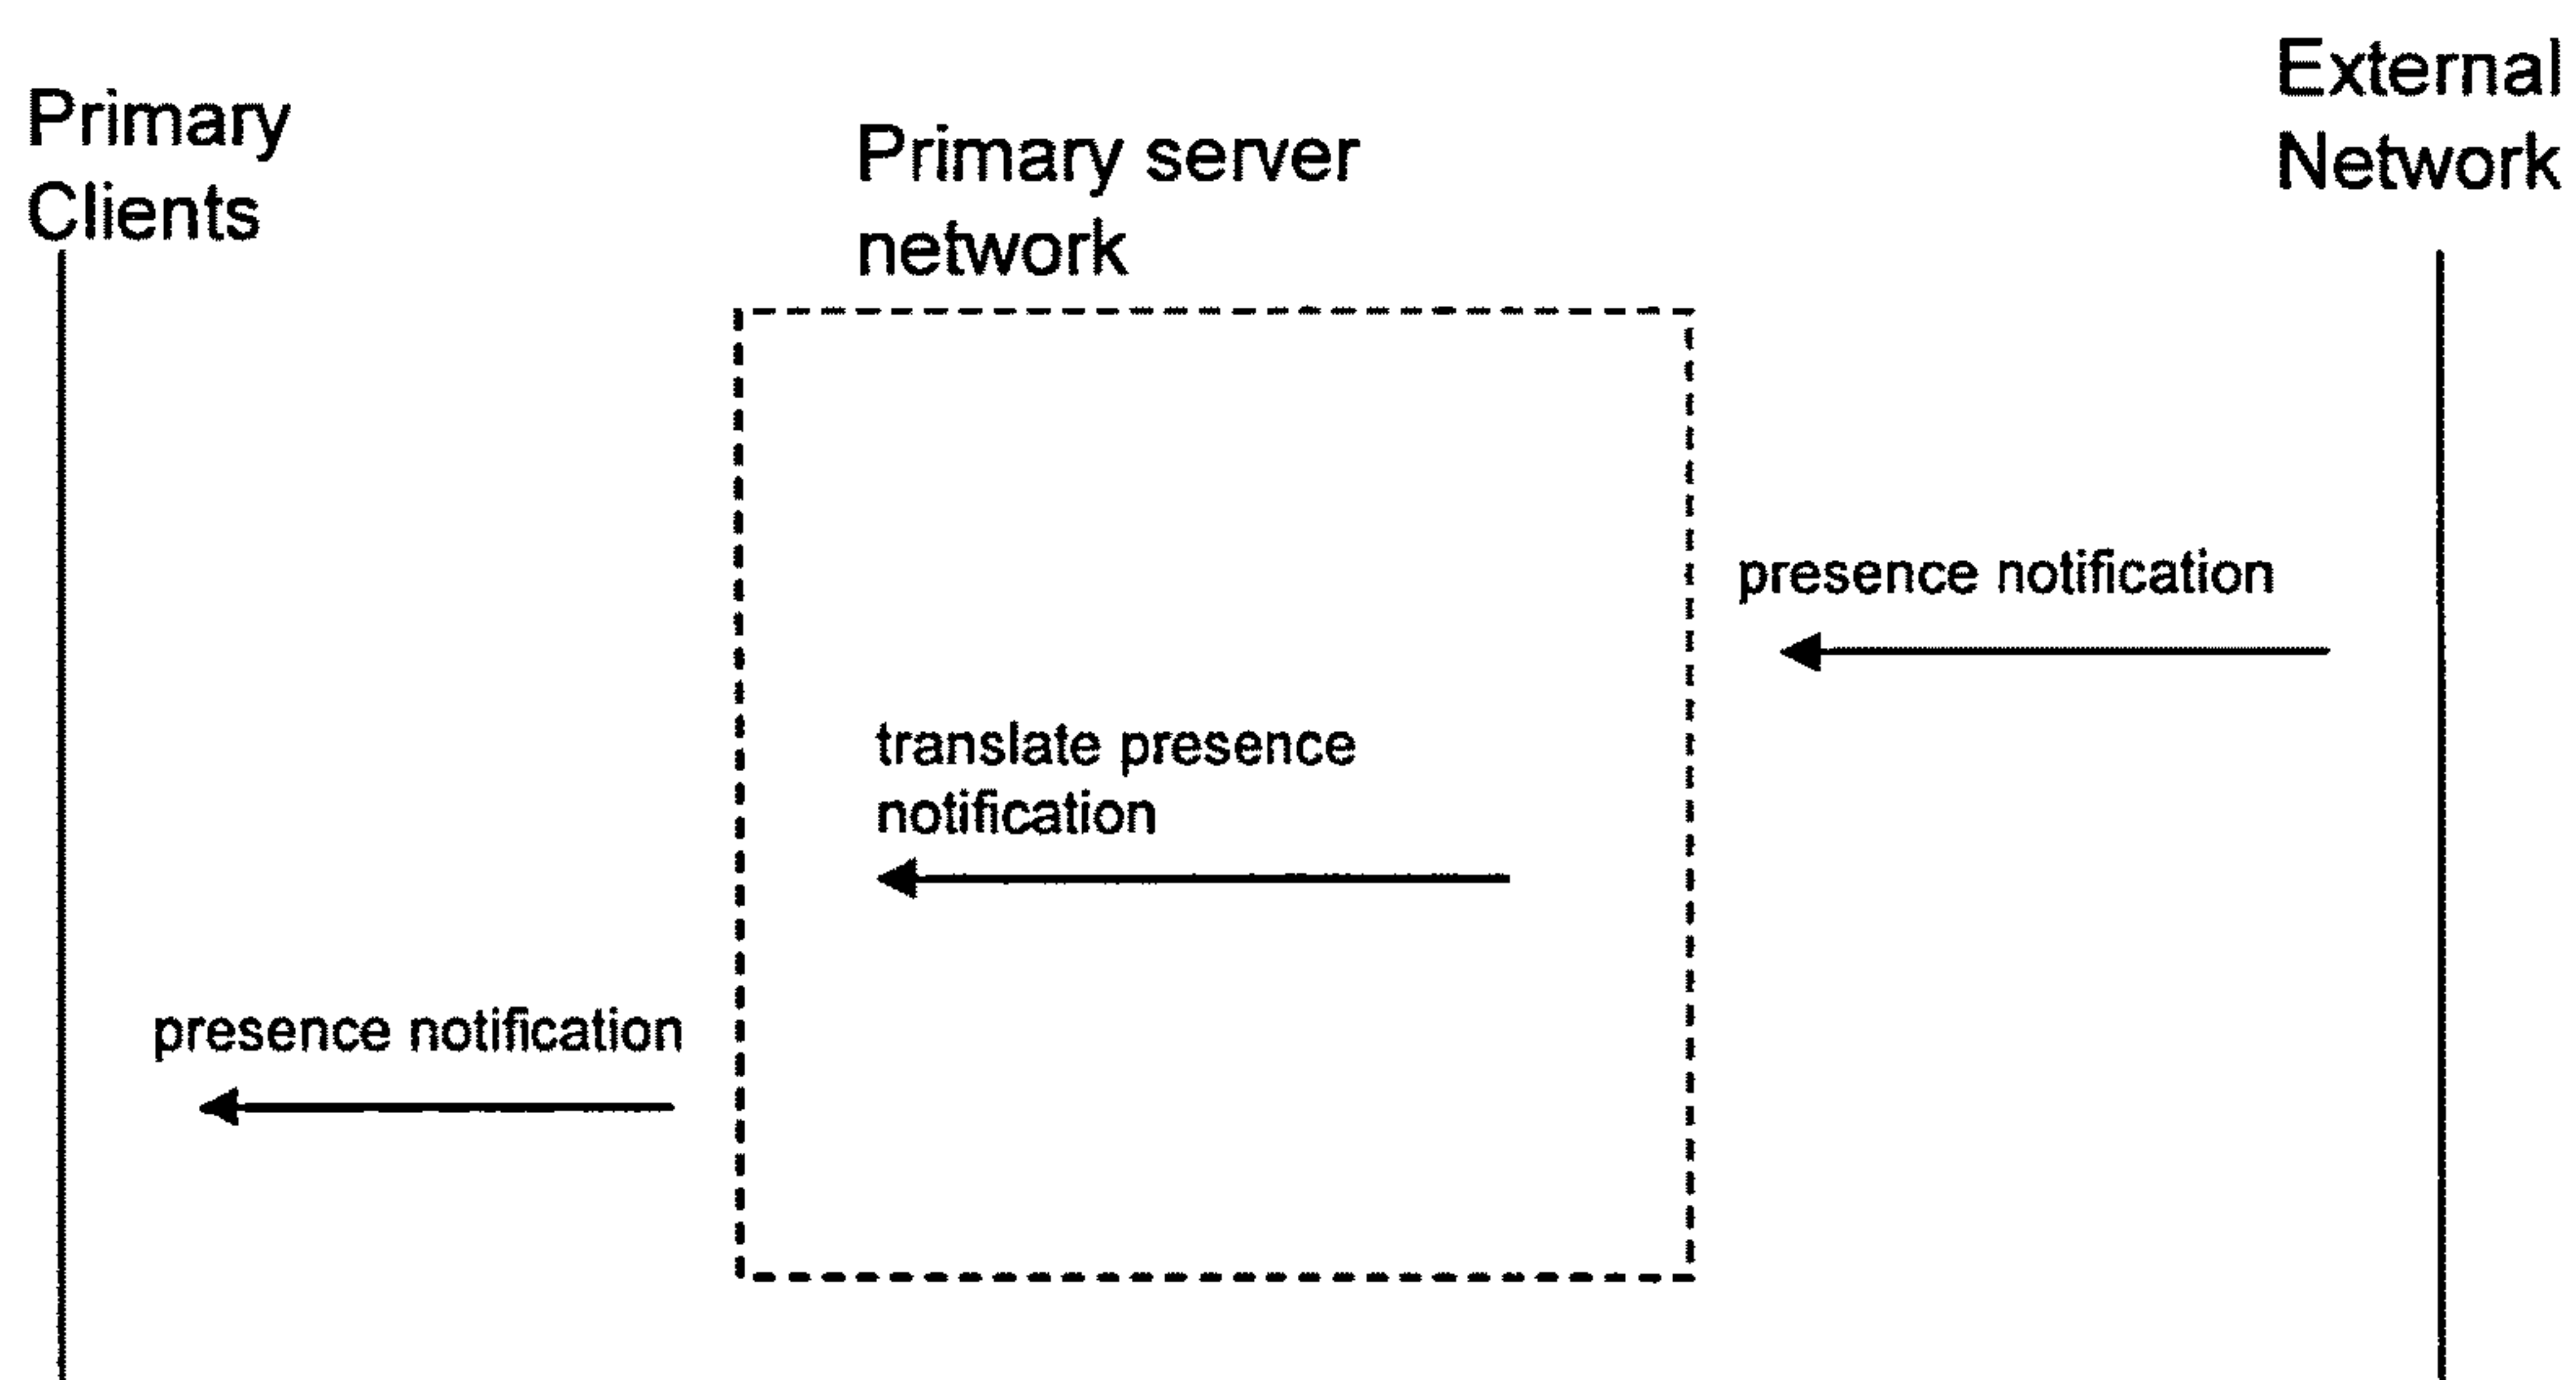 Primary
Clients
Primary server
network
External
Network
presence notification
translate presence
notification
presence notification